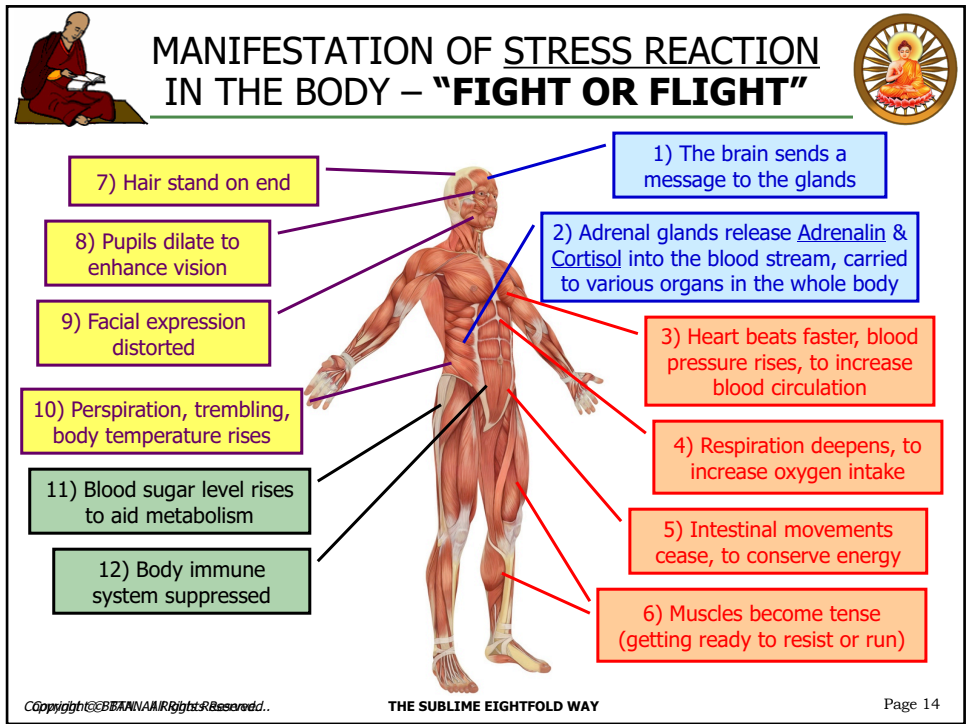 MANIFESTATION OF STRESS REACTION
IN THE BODY – “FIGHT OR FLIGHT”
1) The brain sends a
message to the glands
2) Adrenal glands release Adrenalin &
Cortisol into the blood stream, carried
to various organs in the whole body
3) Heart beats faster, blood
pressure rises, to increase
blood circulation
4) Respiration deepens, to
increase oxygen intake
5) Intestinal movements
cease, to conserve energy
6) Muscles become tense
(getting ready to resist or run)
7) Hair stand on end
8) Pupils dilate to
enhance vision
9) Facial expression
distorted
10) Perspiration, trembling,
body temperature rises
11) Blood sugar level rises
to aid metabolism
12) Body immune
system suppressed
Copyright © All Rights Reserved.
THE SUBLIME EIGHTFOLD WAY
Page 14